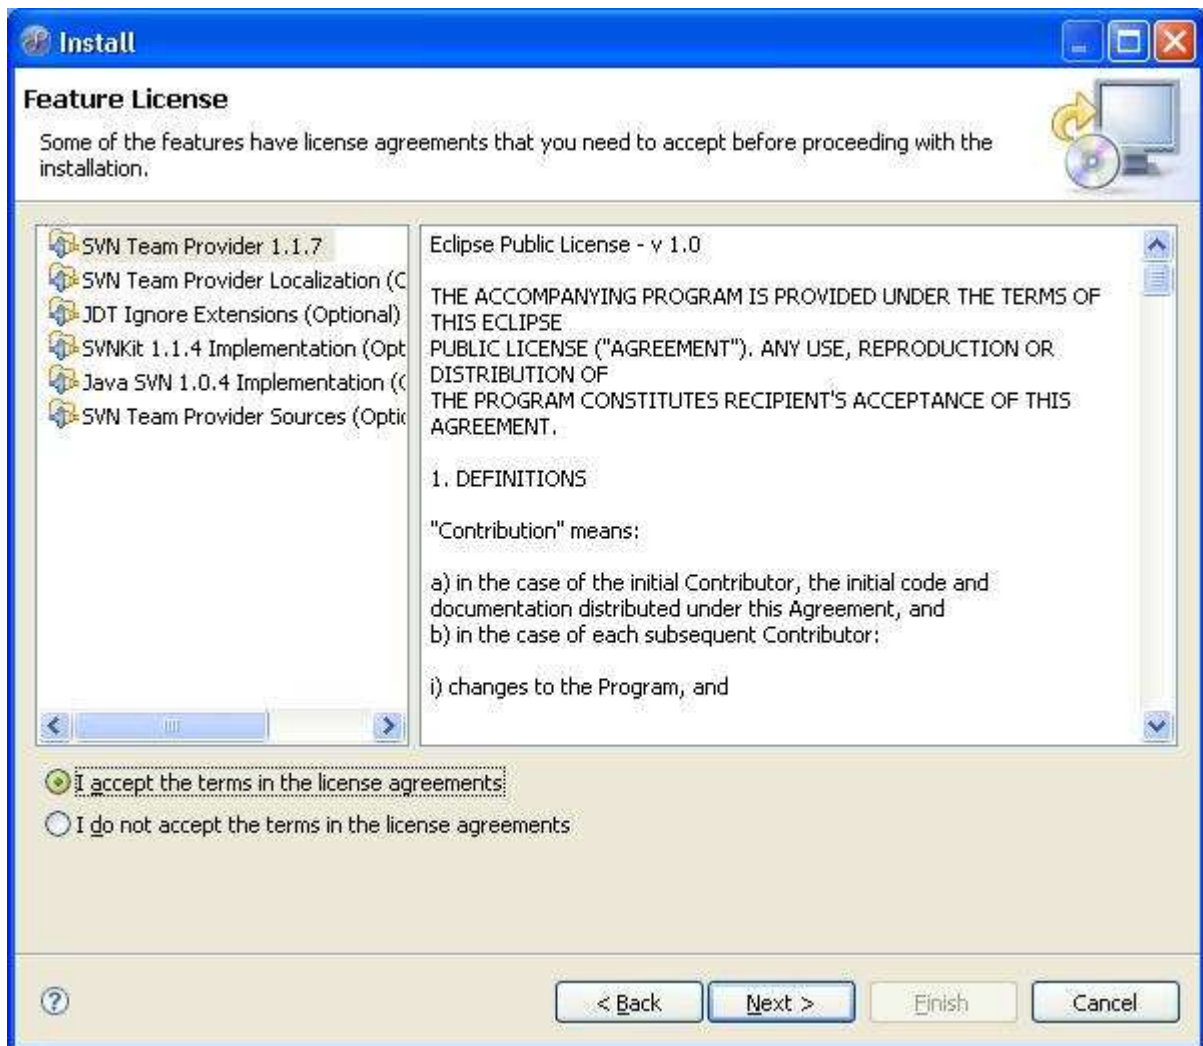 Install
Feature License
Some of the features have license agreements that you need to accept before proceeding with the
installation.
SVN Team Provider 1.1.7
SVN Team Provider Localization (C
JDT Ignore Extensions (Optional)
SVNKit 1.1.4 Implementation (Opt
Java SVN 1.0.4 Implementation (
SVN Team Provider Sources (Optio
Eclipse Public License - v 1.0
THE ACCOMPANYING PROGRAM IS PROVIDED UNDER THE TERMS OF
THIS ECLIPSE
PUBLIC LICENSE ("AGREEMENT"). ANY USE, REPRODUCTION OR
DISTRIBUTION OF
THE PROGRAM CONSTITUTES RECIPIENT'S ACCEPTANCE OF THIS
AGREEMENT.
1. DEFINITIONS
"Contribution" means:
a) in the case of the initial Contributor, the initial code and
documentation distributed under this Agreement, and
b) in the case of each subsequent Contributor:
i) changes to the Program, and
I accept the terms in the license agreements
I do not accept the terms in the license agreements
?
< Back
Next >
Finish
Cancel